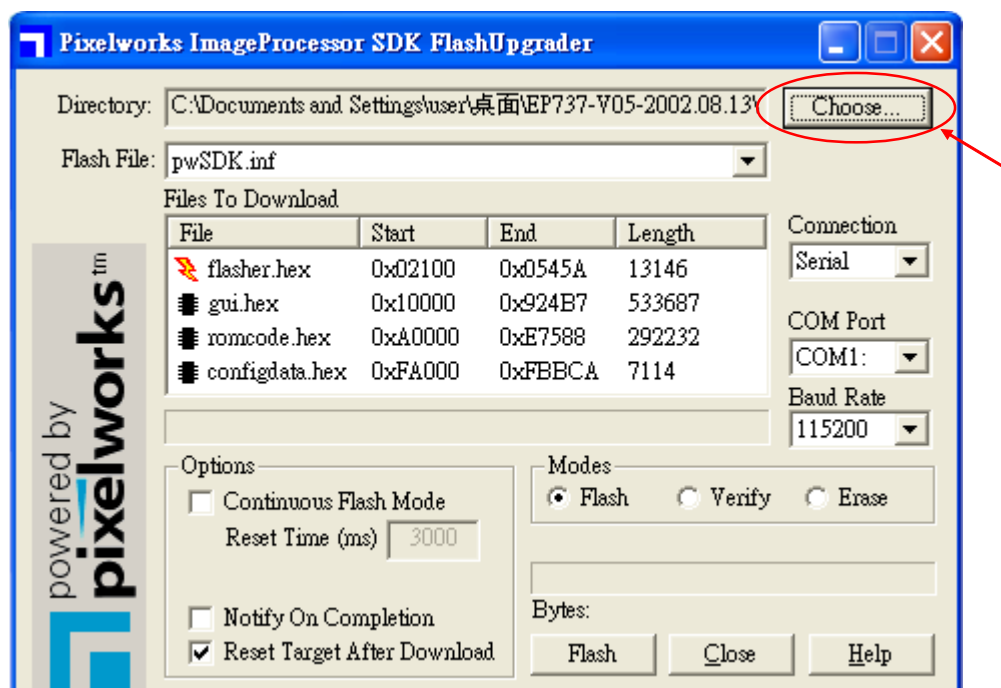 Pixelworks ImageProcessor SDK FlashUpgrader
Directory: C:\Documents and Settings\user\桌面\EP737-V05-2002.08.13\ Choose...
Flash File: pwSDK.inf
Files To Download
File Start End Length
flasher.hex 0x02100 0x0545A 13146
gui.hex 0x10000 0x924B7 533687
romcode.hex 0xA0000 0xE7588 292232
configdata.hex 0xFA000 0xFBBCA 7114
Connection
Serial
COM Port
COM1:
Baud Rate
115200
powered by
pixelworks tm
Options
Continuous Flash Mode
Reset Time (ms) 3000
Notify On Completion
Reset Target After Download
Modes
Flash Verify Erase
Bytes:
Flash Close Help